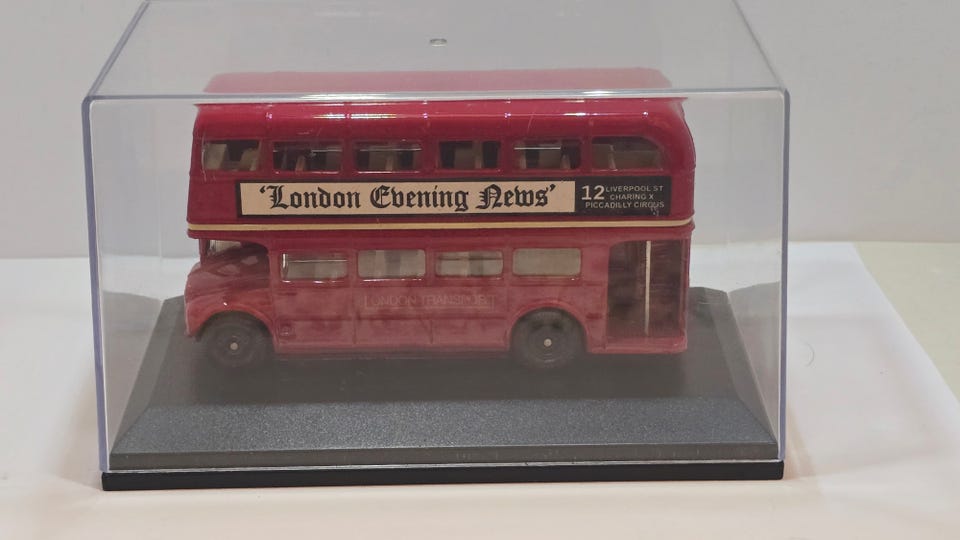 'London Evening News'
12 LIVERPOOL ST
CHARING X
PICCADILLY CIRCUS
LONDON TRANSPORT